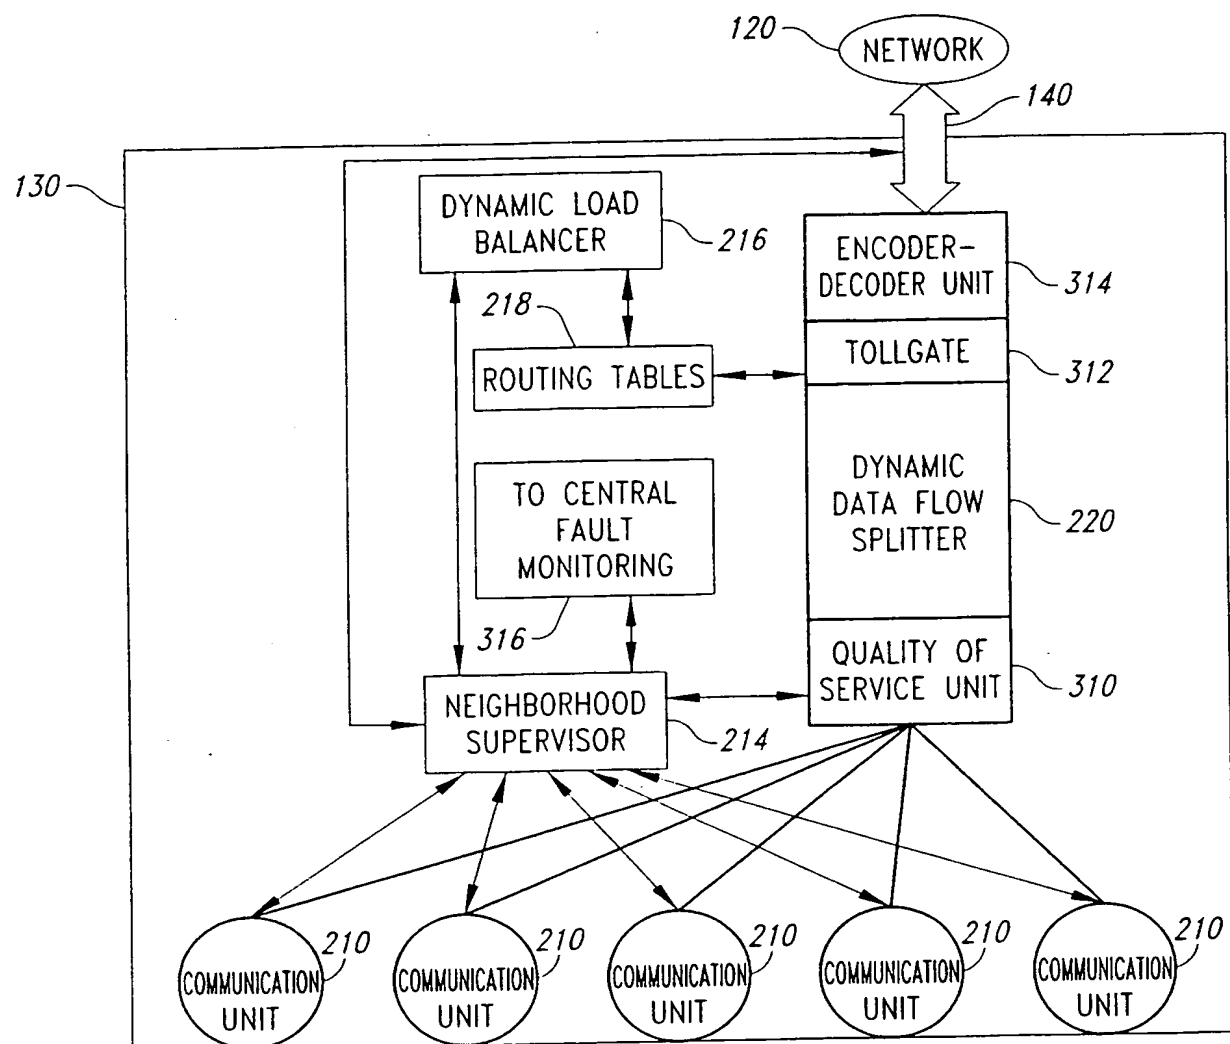 120
NETWORK
140
130
DYNAMIC LOAD
BALANCER
216
ENCODER-
DECODER UNIT
314
218
ROUTING TABLES
TOLLGATE
312
TO CENTRAL
FAULT
MONITORING
316
DYNAMIC
DATA FLOW
SPLITTER
220
QUALITY OF
SERVICE UNIT
310
NEIGHBORHOOD
SUPERVISOR
214
210
COMMUNICATION
UNIT
210
COMMUNICATION
UNIT
210
COMMUNICATION
UNIT
210
COMMUNICATION
UNIT
210
COMMUNICATION
UNIT